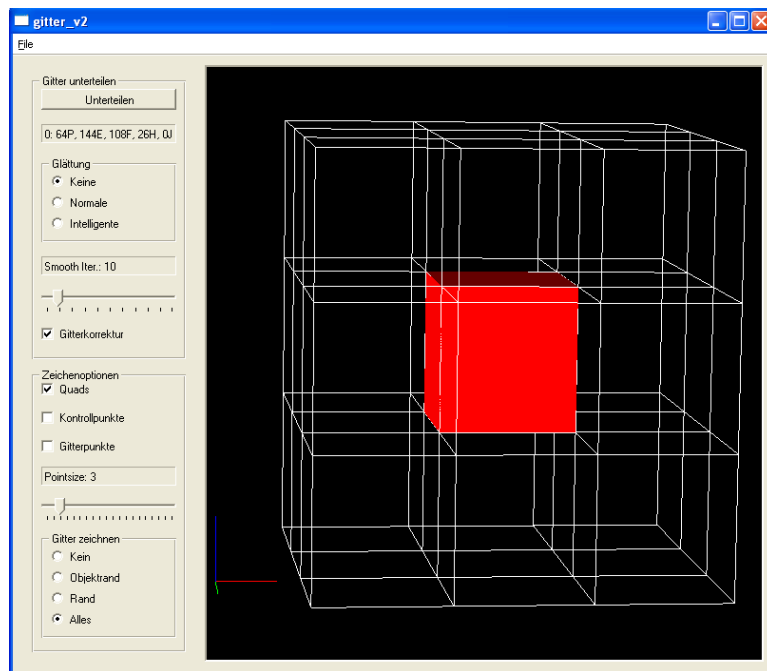 gitter_v2
File
Gitter unterteilen
Unterteilen
0: 64P, 144E, 108F, 26H, 0J
Glättung
Keine
Normale
Intelligente
Smooth Iter.: 10
Gitterkorrektur
Zeichenoptionen
Quads
Kontrollpunkte
Gitterpunkte
Pointsize: 3
Gitter zeichnen
Kein
Objektrand
Rand
Alles